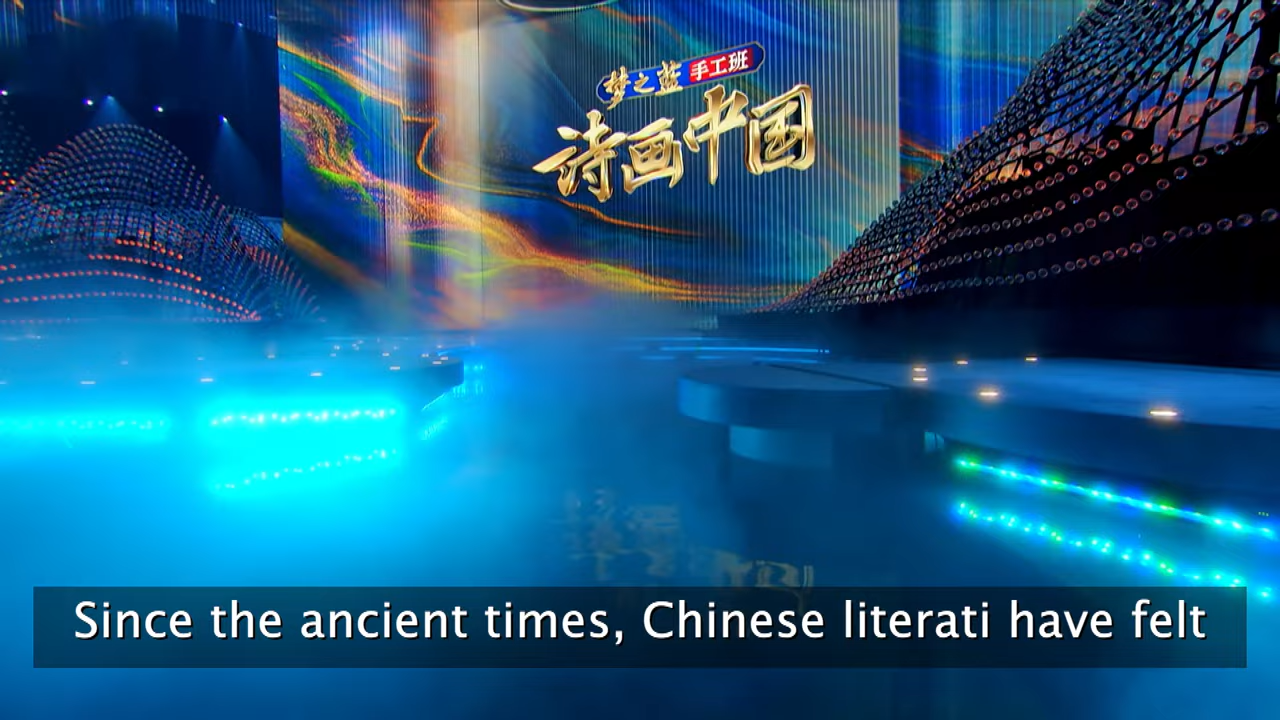 梦之蓝 手工班
诗画中国
Since the ancient times, Chinese literati have felt